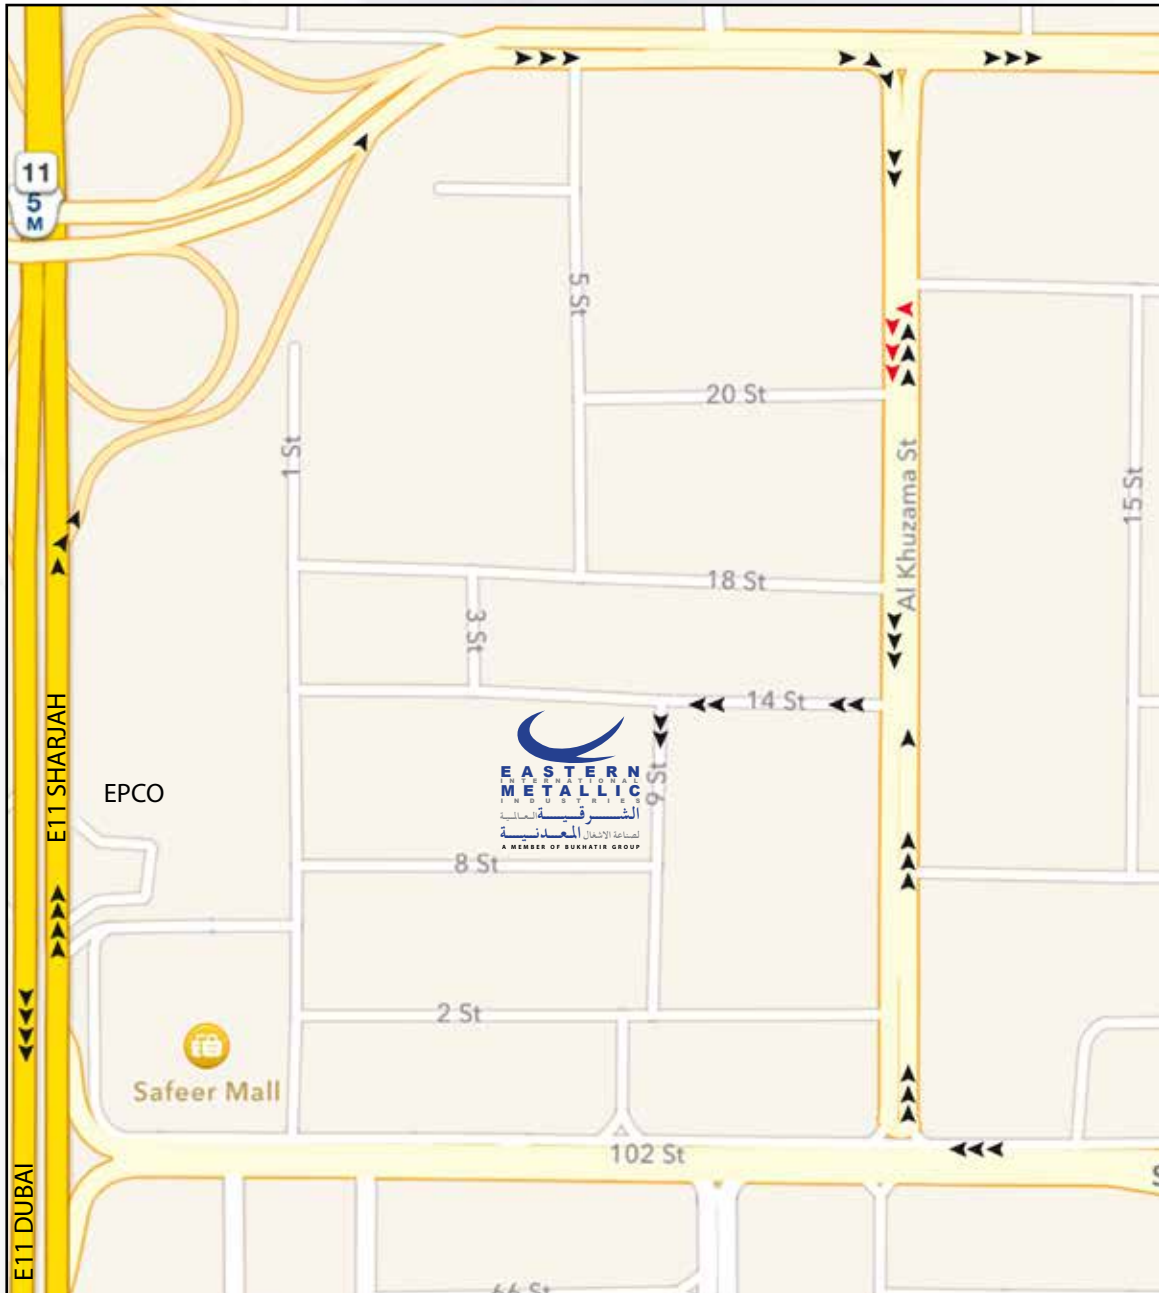 11
5
M
5 St
20 St
1 St
Al Khuzama St
15 St
18 St
3 St
14 St
E11 SHARJAH
EPCO
EASTERN
INTERNATIONAL
METALLIC
INDUSTRIES
الشرقية العالمية
لصناعة الاشغال المعدنية
A MEMBER OF BUKHATIR GROUP
9 St
8 St
2 St
Safeer Mall
102 St
S
E11 DUBAI
66 St